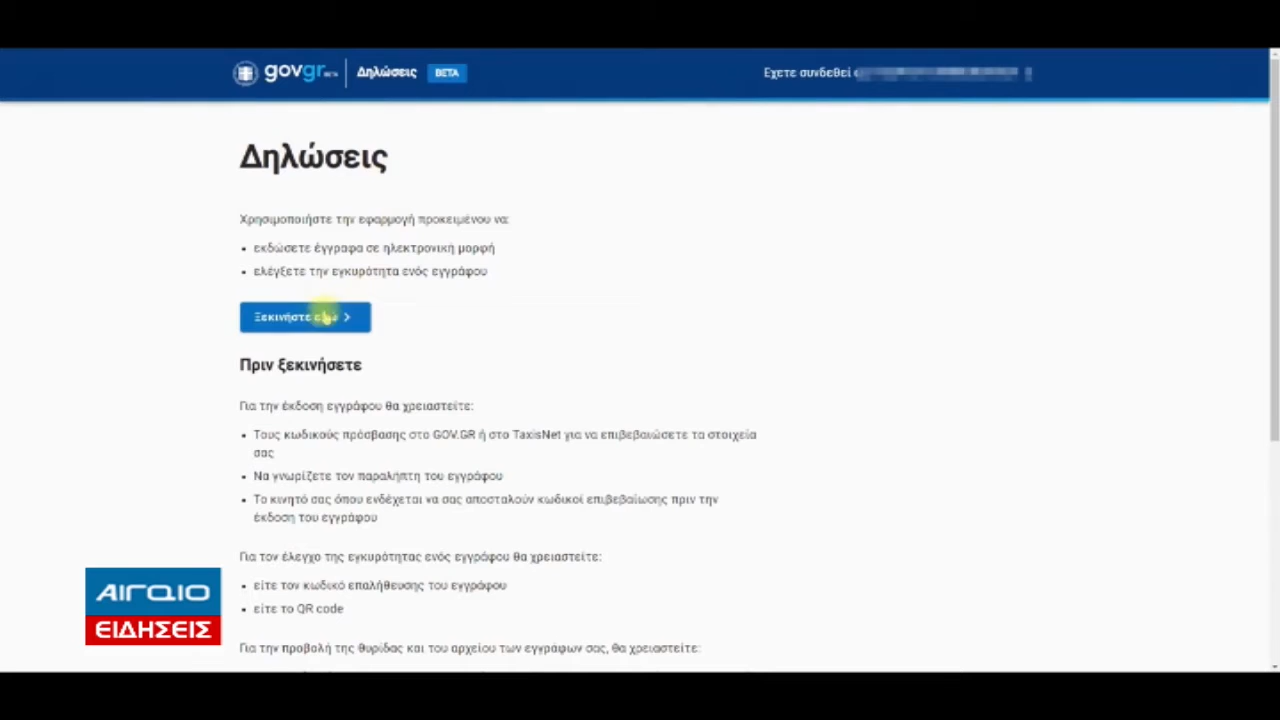 govgr BETA Δηλώσεις BETA
Έχετε συνδεθεί
Δηλώσεις
Χρησιμοποιήστε την εφαρμογή προκειμένου να:
• εκδώσετε έγγραφα σε ηλεκτρονική μορφή
• ελέγξετε την εγκυρότητα ενός εγγράφου
Ξεκινήστε εδώ >
Πριν ξεκινήσετε
Για την έκδοση εγγράφου θα χρειαστείτε:
• Τους κωδικούς πρόσβασης στο GOV.GR ή στο TaxisNet για να επιβεβαιώσετε τα στοιχεία
σας
• Να γνωρίζετε τον παραλήπτη του εγγράφου
• Το κινητό σας όπου ενδέχεται να σας αποσταλούν κωδικοί επιβεβαίωσης πριν την
έκδοση του εγγράφου
Για τον έλεγχο της εγκυρότητας ενός εγγράφου θα χρειαστείτε:
• είτε τον κωδικό επαλήθευσης του εγγράφου
• είτε το QR code
Για την προβολή της θυρίδας και του αρχείου των εγγράφων σας, θα χρειαστείτε:
ΑΙΓΑΙΟ
ΕΙΔΗΣΕΙΣ